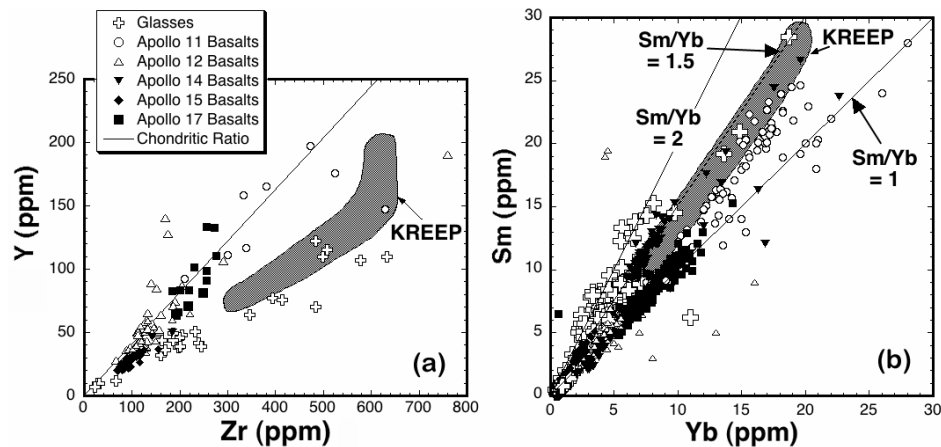 Glasses
Apollo 11 Basalts
Apollo 12 Basalts
Apollo 14 Basalts
Apollo 15 Basalts
Apollo 17 Basalts
Chondritic Ratio
250
200
150
100
50
0
Y (ppm)
KREEP
(a)
0 100 200 300 400 500 600 700 800
Zr (ppm)
30
25
20
15
10
5
0
Sm (ppm)
Sm/Yb
= 1.5
KREEP
Sm/Yb
= 2
Sm/Yb
= 1
(b)
0 5 10 15 20 25 30
Yb (ppm)